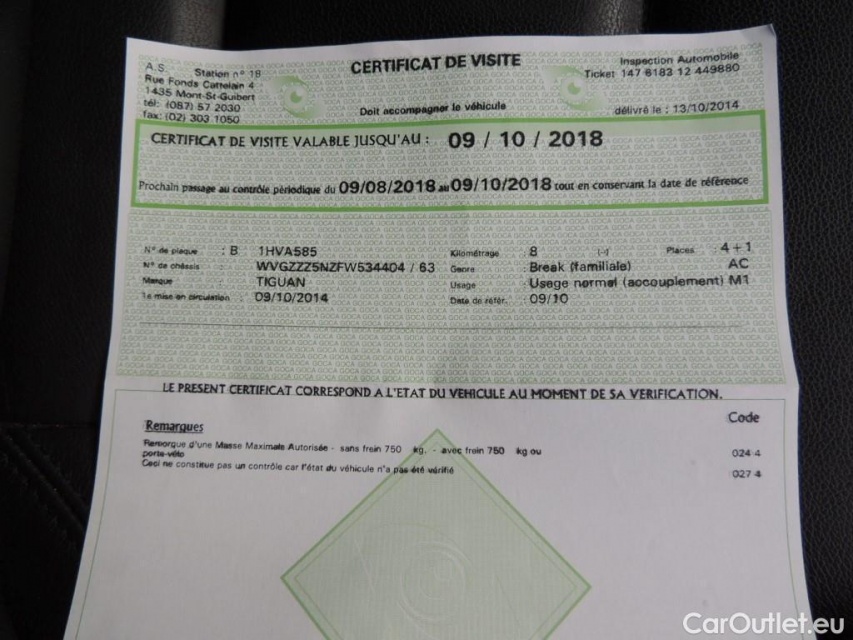 A.S. Station n° 18
Rue Fonds Cattelain 4
1435 Mont-St-Guibert
tél: (087) 57 2030
fax: (02) 303 1050
CERTIFICAT DE VISITE
Doit accompagner le véhicule
Inspection Automobile
Ticket 147 6183 12 449880
délivré le : 13/10/2014
CERTIFICAT DE VISITE VALABLE JUSQU'AU : 09 / 10 / 2018
Prochain passage au contrôle périodique du 09/08/2018 au 09/10/2018 tout en conservant la date de référence
N° de plaque : B 1HVA585 Kilométrage 8 (-) Places 4+1
N° de châssis WVGZZZ5NZFW534404 / 63 Genre Break (familiale) AC
Marque : TIGUAN Usage Usage normal (accouplement) M1
1e mise en circulation : 09/10/2014 Date de référ. 09/10
LE PRESENT CERTIFICAT CORRESPOND A L'ETAT DU VEHICULE AU MOMENT DE SA VERIFICATION.
Remarques Code
Remorque d'une Masse Maximale Autorisée - sans frein 750 kg. - avec frein 750 kg ou 024 4
porte-vélo
Ceci ne constitue pas un contrôle car l'état du véhicule n'a pas été vérifié 027 4
CarOutlet.eu